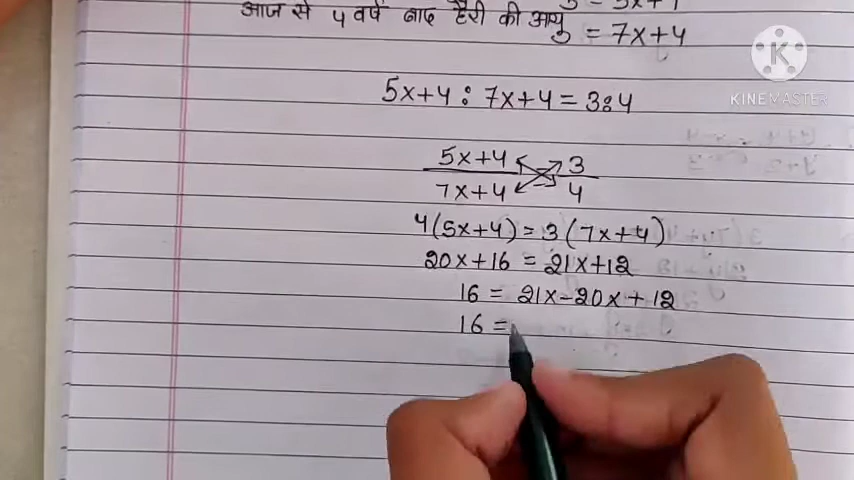 आज से 4 वर्ष बाद हैरी की आयु = 7x+4
5x+4 : 7x+4 = 3:4
5x+4 3
7x+4 = 4
4(5x+4) = 3(7x+4)
20x+16 = 21x+12
16 = 21x-20x+12
16 =
K
KINEMASTER